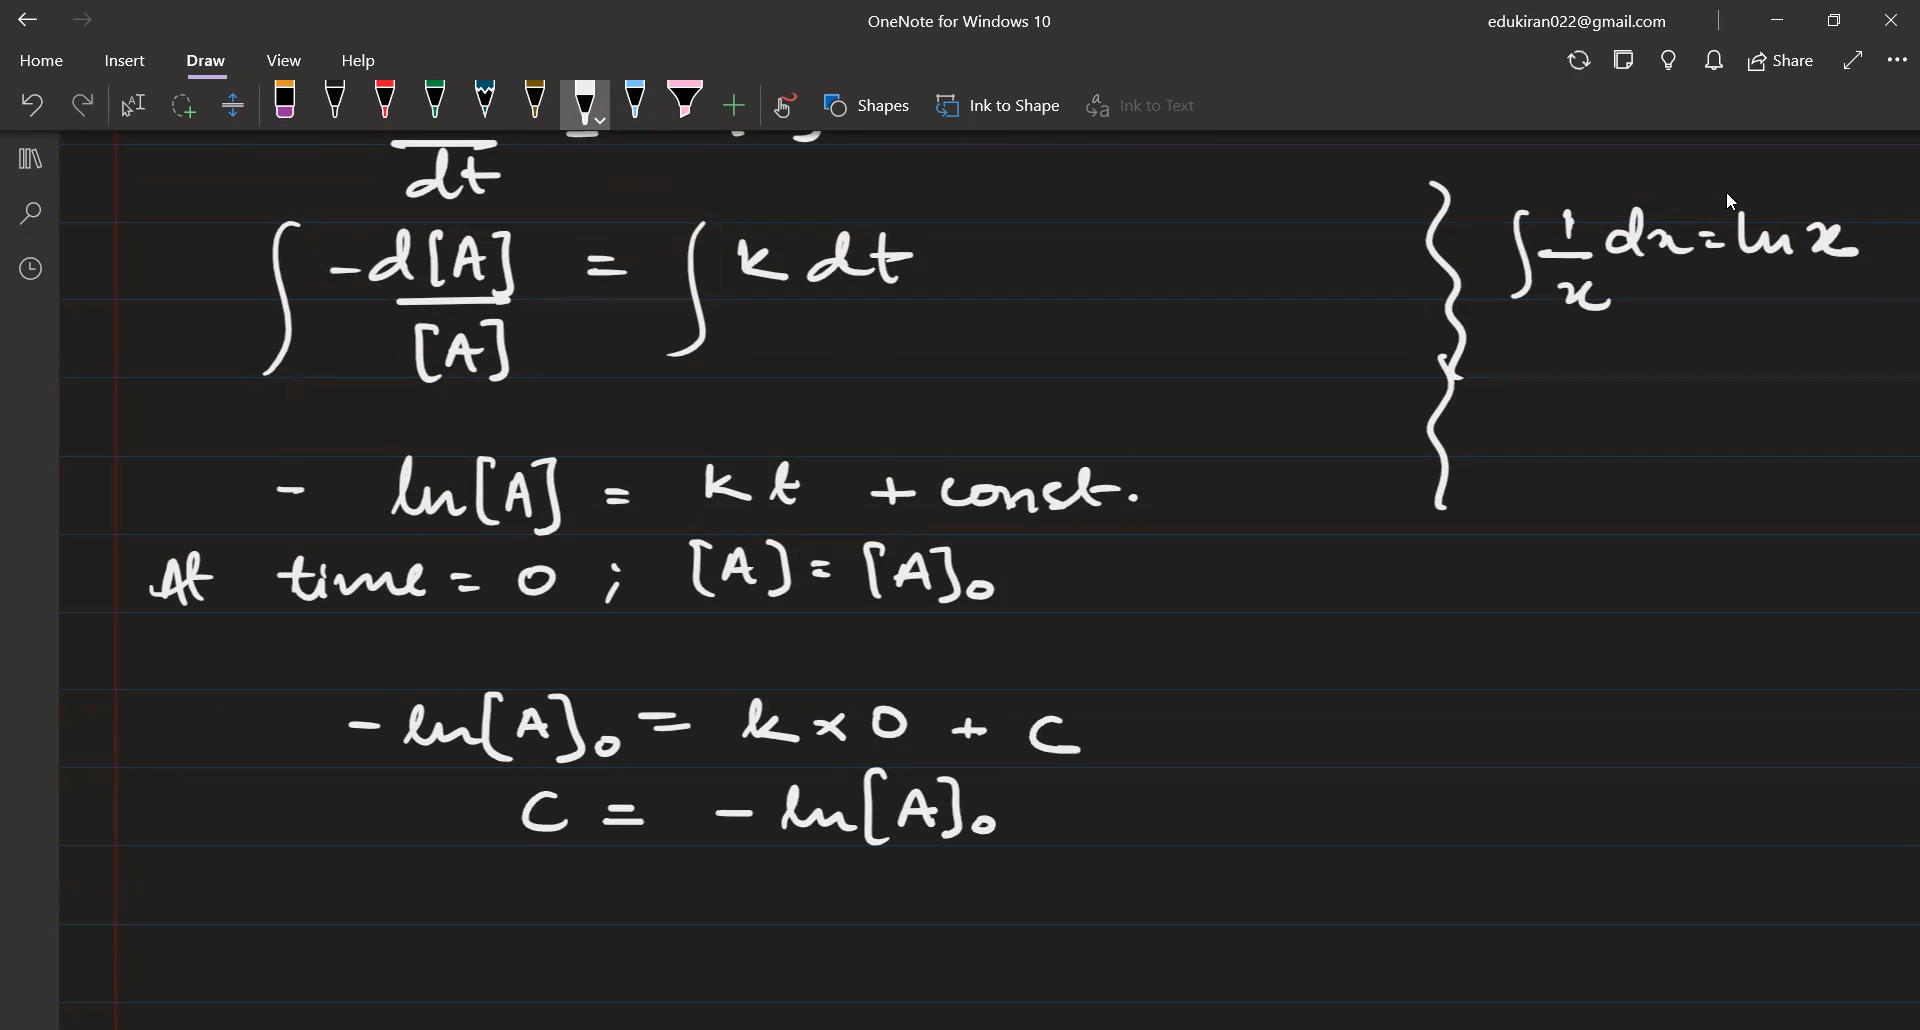 OneNote for Windows 10
edukiran022@gmail.com
Home Insert Draw View Help Share
Shapes Ink to Shape Ink to Text
dt
∫ -d[A]/[A] = ∫ k dt
∫ 1/x dx = ln x
- ln[A] = kt + const.
At time = 0 ; [A] = [A]₀
- ln[A]₀ = k × 0 + C
C = - ln[A]₀